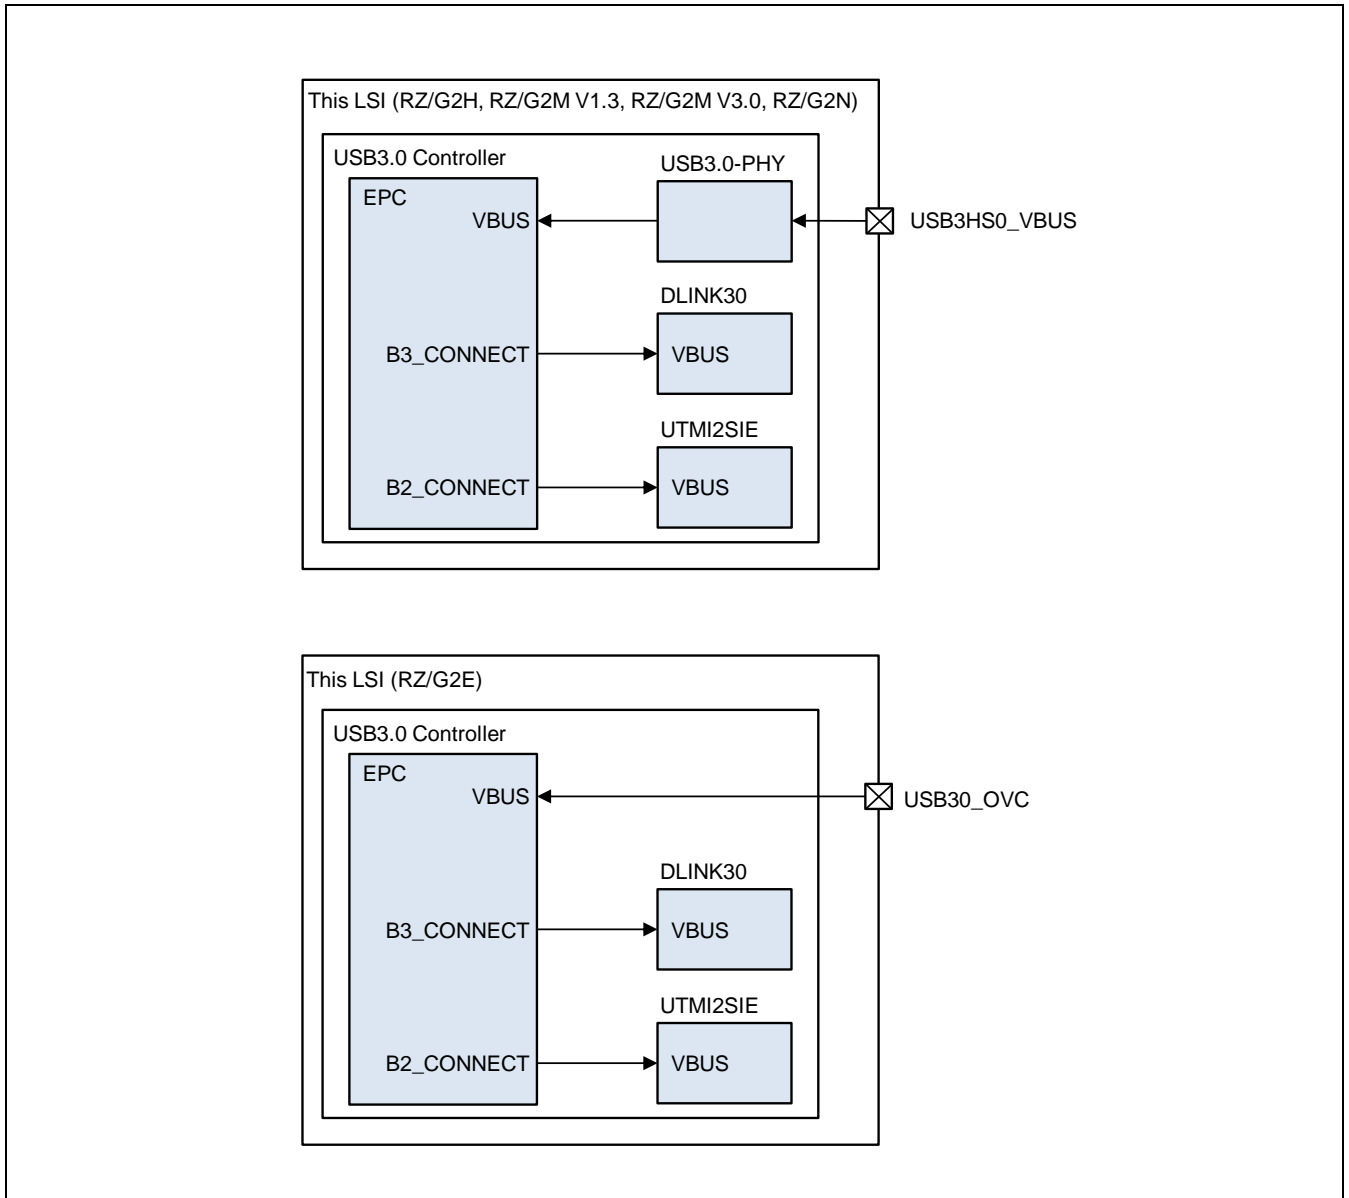 This LSI (RZ/G2H, RZ/G2M V1.3, RZ/G2M V3.0, RZ/G2N)
USB3.0 Controller
USB3.0-PHY
EPC
VBUS
USB3HS0_VBUS
DLINK30
B3_CONNECT
VBUS
UTMI2SIE
B2_CONNECT
VBUS
This LSI (RZ/G2E)
USB3.0 Controller
EPC
VBUS
USB30_OVC
DLINK30
B3_CONNECT
VBUS
UTMI2SIE
B2_CONNECT
VBUS